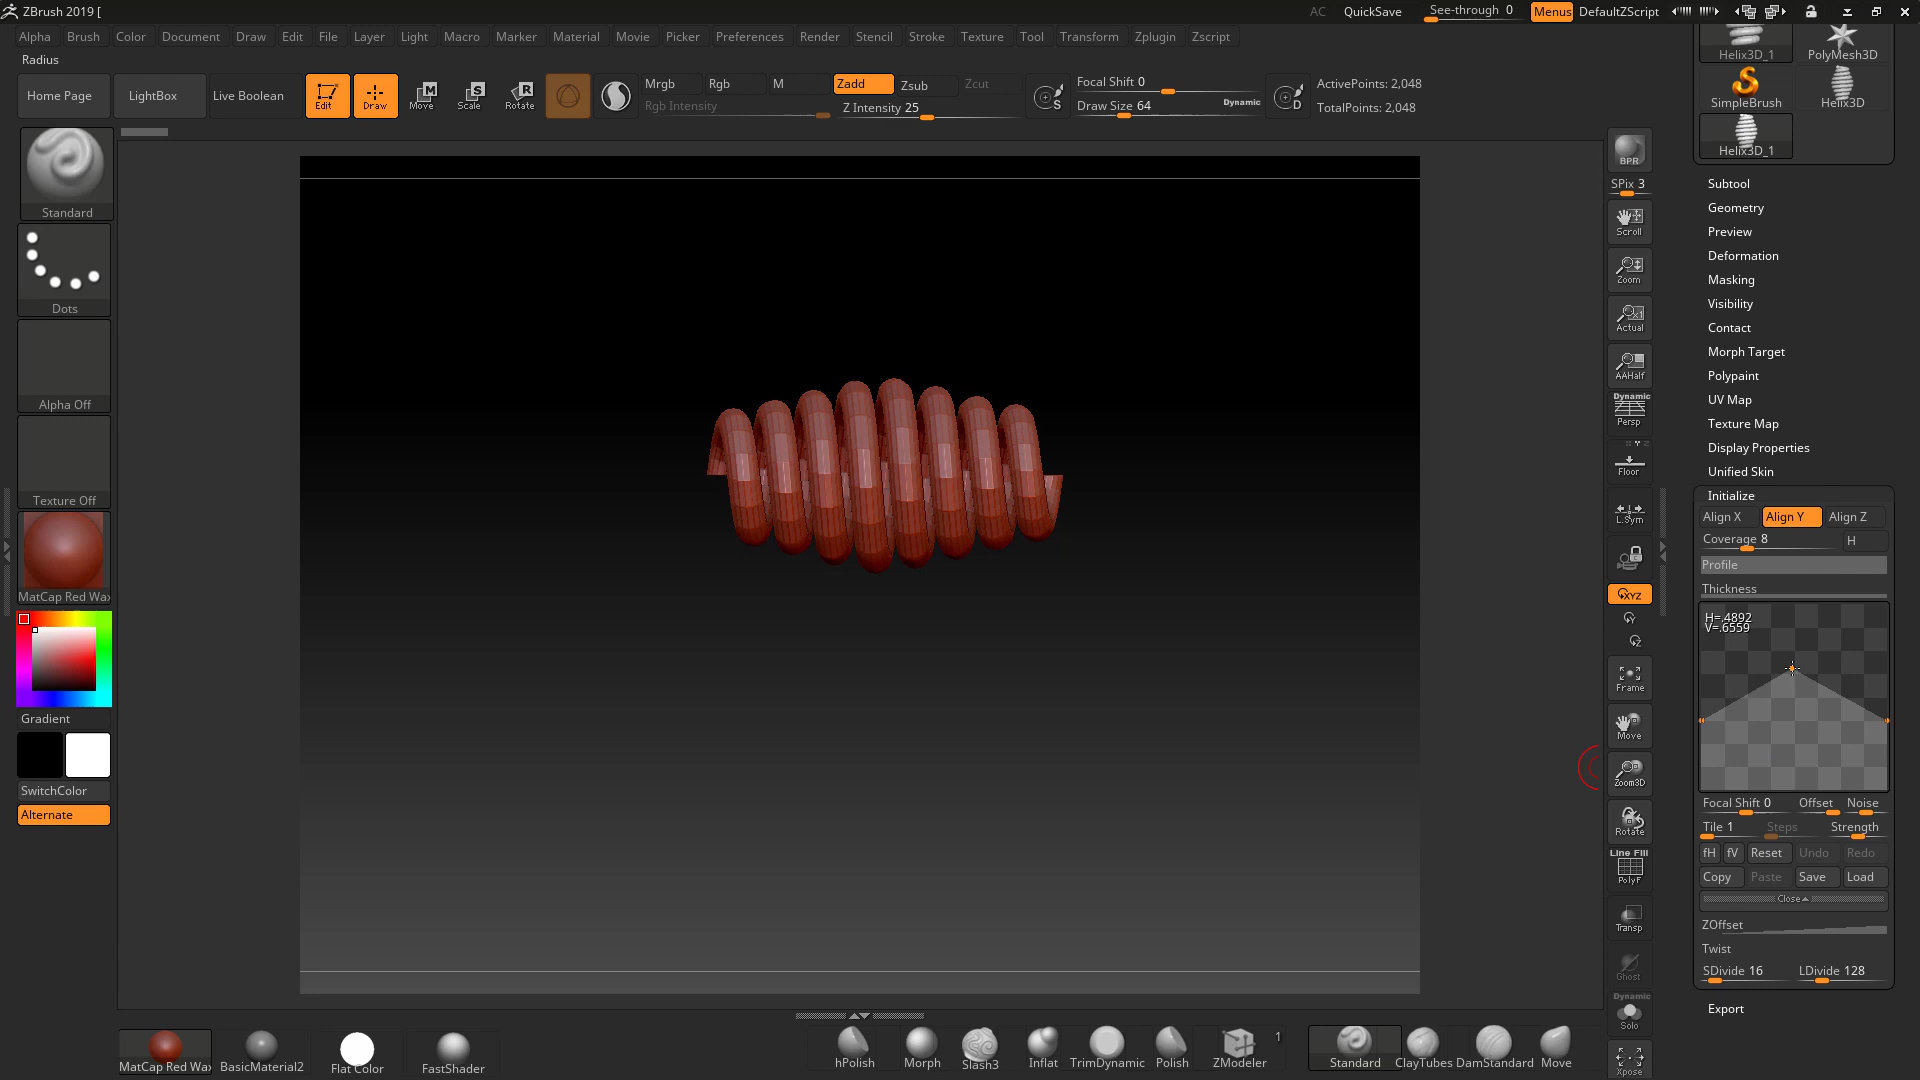 ZBrush 2019 [
AC QuickSave See-through 0 Menus DefaultZScript
Alpha Brush Color Document Draw Edit File Layer Light Macro Marker Material Movie Picker Preferences Render Stencil Stroke Texture Tool Transform Zplugin Zscript
Radius
Home Page LightBox Live Boolean Edit Draw Move Scale Rotate
Mrgb Rgb M Zadd Zsub Zcut
Rgb Intensity Z Intensity 25
S Focal Shift 0
Draw Size 64 Dynamic D
ActivePoints: 2,048
TotalPoints: 2,048
Standard
Dots
Alpha Off
Texture Off
MatCap Red Wax
Gradient
SwitchColor
Alternate
BPR
SPix 3
Scroll
Zoom
Actual
AAHalf
Dynamic
Persp
Floor
L.Sym
XYZ
Y
Z
Frame
Move
Zoom3D
Rotate
Line Fill
PolyF
Transp
Ghost
Dynamic
Solo
Xpose
Helix3D_1 PolyMesh3D
SimpleBrush Helix3D
Helix3D_1
Subtool
Geometry
Preview
Deformation
Masking
Visibility
Contact
Morph Target
Polypaint
UV Map
Texture Map
Display Properties
Unified Skin
Initialize
Align X Align Y Align Z
Coverage 8 H
Profile
Thickness
H=.4892
V=.6559
Focal Shift 0 Offset Noise
Tile 1 Steps Strength
fH fV Reset Undo Redo
Copy Paste Save Load
Close
ZOffset
Twist
SDivide 16 LDivide 128
Export
MatCap Red Wax BasicMaterial2 Flat Color FastShader
hPolish Morph Slash3 Inflat TrimDynamic Polish ZModeler 1 Standard ClayTubes DamStandard Move